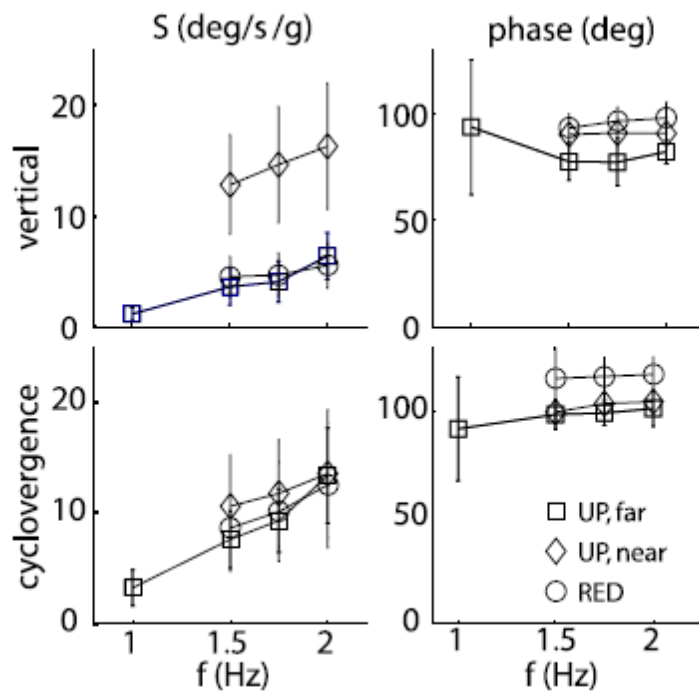 S (deg/s/g)
phase (deg)
vertical
20
10
0
100
50
0
cyclovergence
20
10
0
100
50
0
UP, far
UP, near
RED
1
1.5
2
1
1.5
2
f (Hz)
f (Hz)